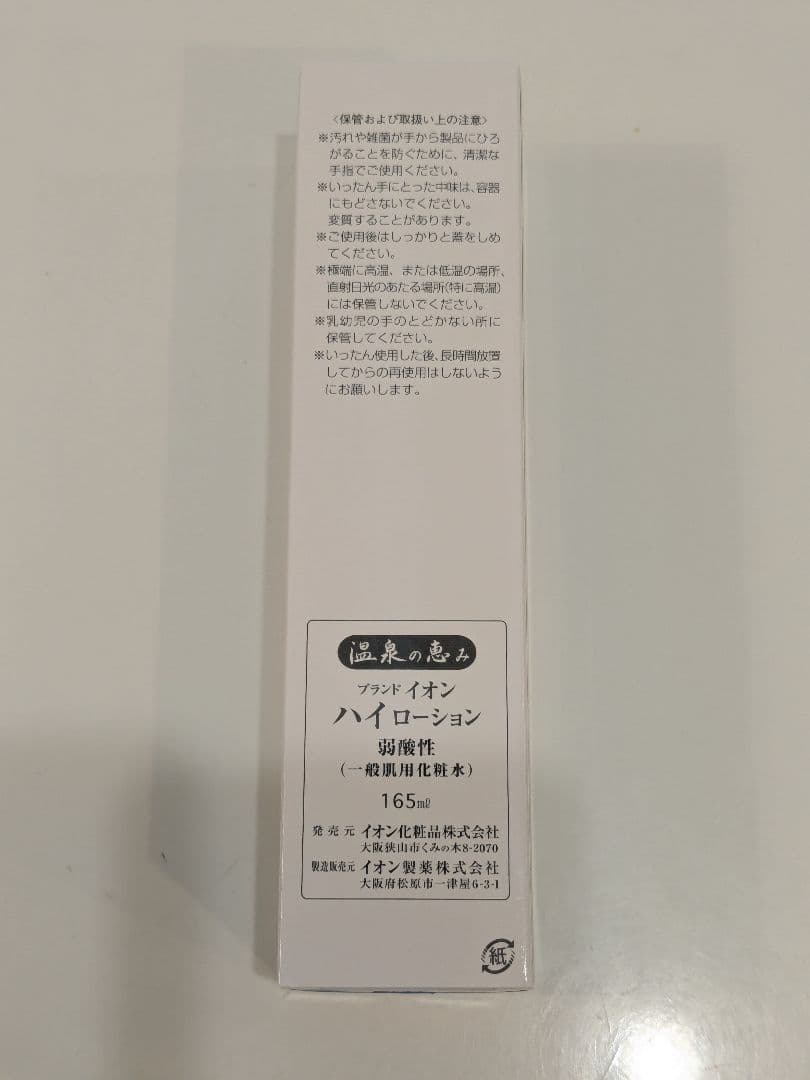 〈保管および取扱い上の注意〉
※汚れや雑菌が手から製品にひろ
がることを防ぐために、清潔な
手指でご使用ください。
※いったん手にとった中味は、容器
にもどさないでください。
変質することがあります。
※ご使用後はしっかりと蓋をしめ
てください。
※極端に高温、または低温の場所、
直射日光のあたる場所(特に高温)
には保管しないでください。
※乳幼児の手のとどかない所に
保管してください。
※いったん使用した後、長時間放置
してからの再使用はしないよう
にお願いします。
温泉の恵み
ブランド イオン
ハイローション
弱酸性
(一般肌用化粧水)
165mℓ
発売元 イオン化粧品株式会社
大阪狭山市くみの木8-2070
製造販売元 イオン製薬株式会社
大阪府松原市一津屋6-3-1
紙